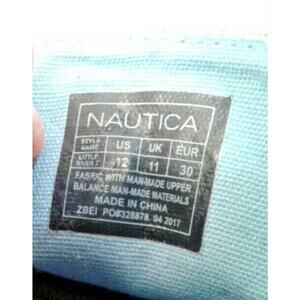 NAUTICA
STYLE NAME US UK EUR
LITTLE RIVER 2 12 11 30
FABRIC WITH MAN-MADE UPPER
BALANCE MAN-MADE MATERIALS
MADE IN CHINA
ZBEI PO#328878. 04 2017